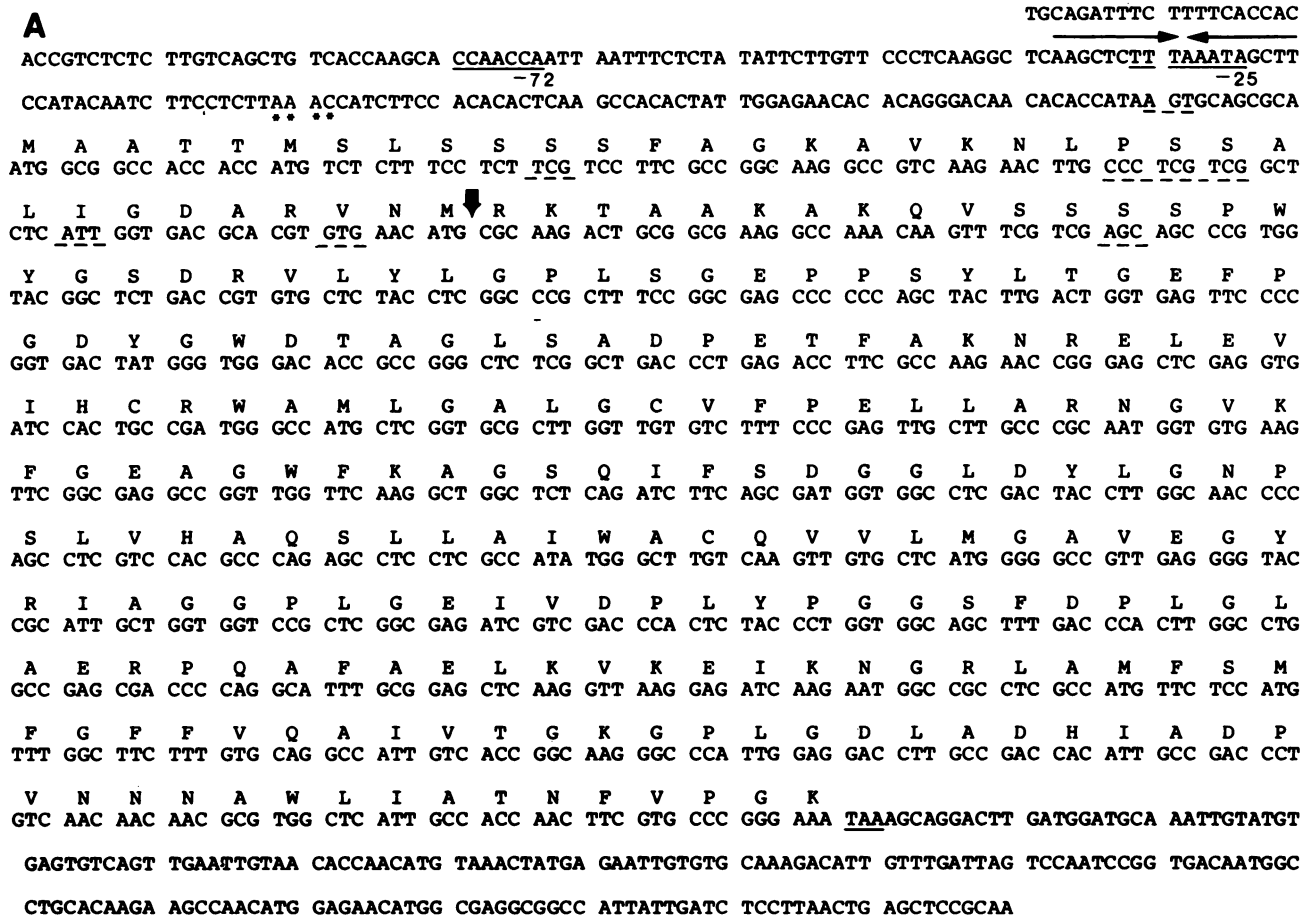 A
TGCAGATTTC TTTTCACCAC
ACCGTCTCTC TTGTCAGCTG TCACCAAGCA CCAACCAATT AATTTCTCTA TATTCTTGTT CCCTCAAGGC TCAAGCTCTT TAAATAGCTT
-72 -25
CCATACAATC TTCCTCTTAA ACCATCTTCC ACACACTCAA GCCACACTAT TGGAGAACAC ACAGGGACAA CACACCATAA GTGCAGCGCA
** **
M A A T T M S L S S S S F A G K A V K N L P S S A
ATG GCG GCC ACC ACC ATG TCT CTT TCC TCT TCG TCC TTC GCC GGC AAG GCC GTC AAG AAC TTG CCC TCG TCG GCT
L I G D A R V N M R K T A A K A K Q V S S S S P W
CTC ATT GGT GAC GCA CGT GTG AAC ATG CGC AAG ACT GCG GCG AAG GCC AAA CAA GTT TCG TCG AGC AGC CCG TGG
Y G S D R V L Y L G P L S G E P P S Y L T G E F P
TAC GGC TCT GAC CGT GTG CTC TAC CTC GGC CCG CTT TCC GGC GAG CCC CCC AGC TAC TTG ACT GGT GAG TTC CCC
G D Y G W D T A G L S A D P E T F A K N R E L E V
GGT GAC TAT GGG TGG GAC ACC GCC GGG CTC TCG GCT GAC CCT GAG ACC TTC GCC AAG AAC CGG GAG CTC GAG GTG
I H C R W A M L G A L G C V F P E L L A R N G V K
ATC CAC TGC CGA TGG GCC ATG CTC GGT GCG CTT GGT TGT GTC TTT CCC GAG TTG CTT GCC CGC AAT GGT GTG AAG
F G E A G W F K A G S Q I F S D G G L D Y L G N P
TTC GGC GAG GCC GGT TGG TTC AAG GCT GGC TCT CAG ATC TTC AGC GAT GGT GGC CTC GAC TAC CTT GGC AAC CCC
S L V H A Q S L L A I W A C Q V V L M G A V E G Y
AGC CTC GTC CAC GCC CAG AGC CTC CTC GCC ATA TGG GCT TGT CAA GTT GTG CTC ATG GGG GCC GTT GAG GGG TAC
R I A G G P L G E I V D P L Y P G G S F D P L G L
CGC ATT GCT GGT GGT CCG CTC GGC GAG ATC GTC GAC CCA CTC TAC CCT GGT GGC AGC TTT GAC CCA CTT GGC CTG
A E R P Q A F A E L K V K E I K N G R L A M F S M
GCC GAG CGA CCC CAG GCA TTT GCG GAG CTC AAG GTT AAG GAG ATC AAG AAT GGC CGC CTC GCC ATG TTC TCC ATG
F G F F V Q A I V T G K G P L G D L A D H I A D P
TTT GGC TTC TTT GTG CAG GCC ATT GTC ACC GGC AAG GGC CCA TTG GAG GAC CTT GCC GAC CAC ATT GCC GAC CCT
V N N N A W L I A T N F V P G K
GTC AAC AAC AAC GCG TGG CTC ATT GCC ACC AAC TTC GTG CCC GGG AAA TAAAGCAGGACTT GATGGATGCA AATTGTATGT
GAGTGTCAGTT TGAATTGTAA CACCAACATG TAAACTATGA GAATTGTGTG CAAAGACATT GTTTGATTAG TCCAATCCGG TGACAATGGC
CTGCACAAGA AGCCAACATGG GAGAACATGG CGAGGCGGCC ATTATTGATC TCCTTAACTG AGCTCCGCAA